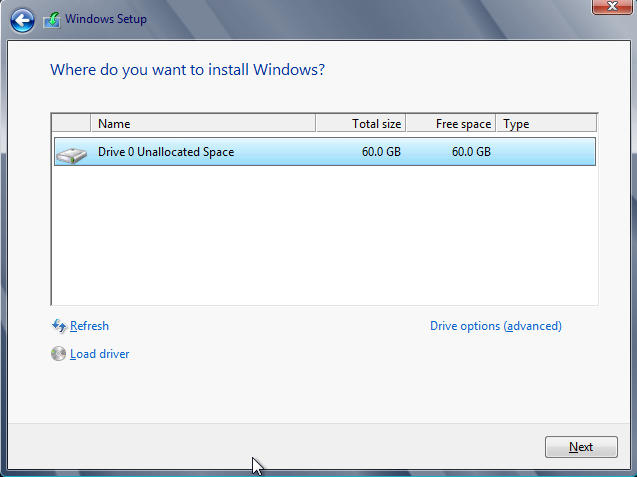 Windows Setup
Where do you want to install Windows?
Name Total size Free space Type
Drive 0 Unallocated Space 60.0 GB 60.0 GB
Refresh Drive options (advanced)
Load driver
Next